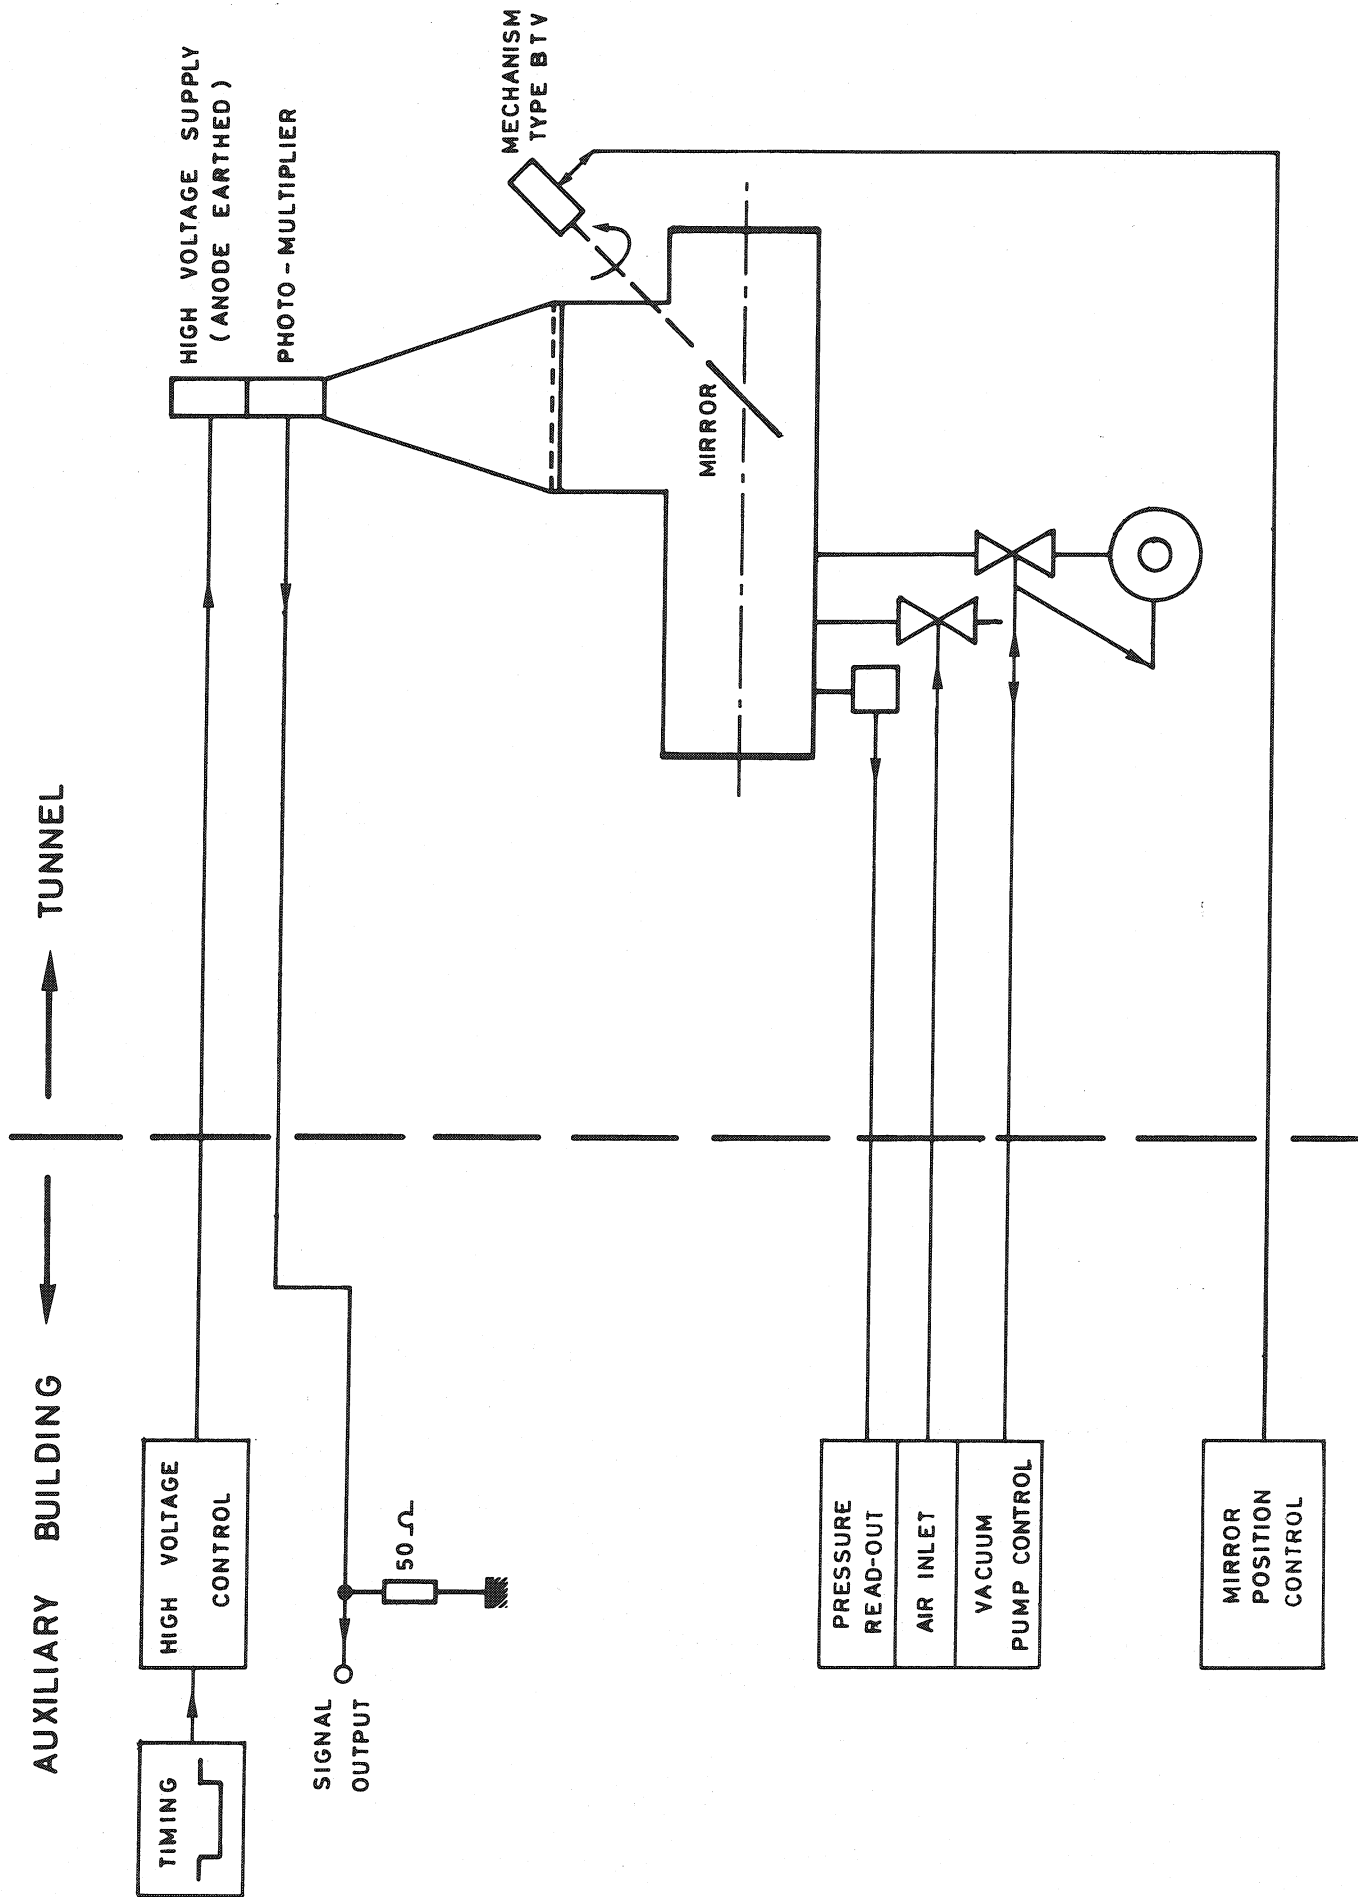 AUXILIARY BUILDING
TUNNEL
TIMING
HIGH VOLTAGE
CONTROL
HIGH VOLTAGE SUPPLY
(ANODE EARTHED)
PHOTO-MULTIPLIER
SIGNAL
OUTPUT
50 Ω
MECHANISM
TYPE BTV
MIRROR
PRESSURE
READ-OUT
AIR INLET
VACUUM
PUMP CONTROL
MIRROR
POSITION
CONTROL